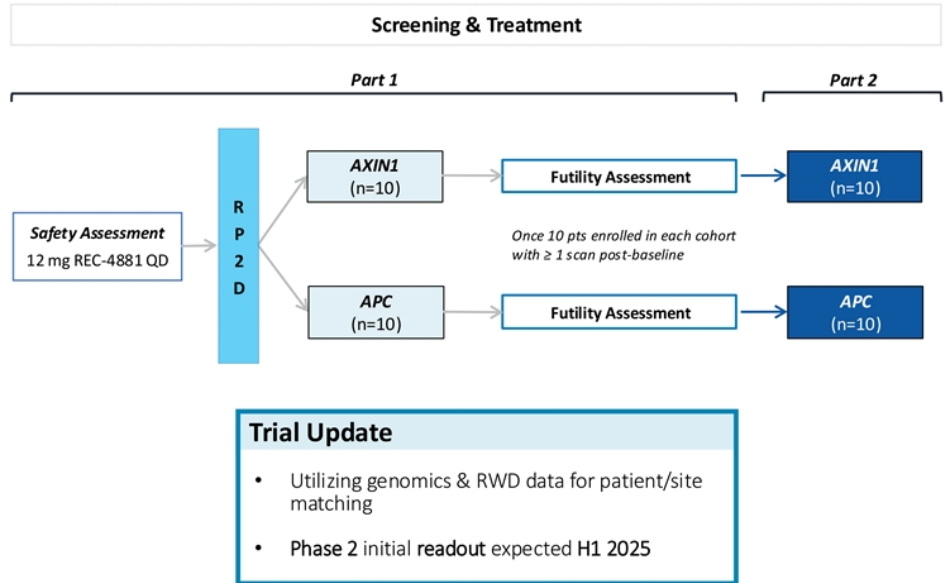 Screening & Treatment
Part 1
Part 2
Safety Assessment
12 mg REC-4881 QD
R
P
2
D
AXIN1
(n=10)
Futility Assessment
AXIN1
(n=10)
Once 10 pts enrolled in each cohort
with ≥ 1 scan post-baseline
APC
(n=10)
Futility Assessment
APC
(n=10)
Trial Update
• Utilizing genomics & RWD data for patient/site
matching
• Phase 2 initial readout expected H1 2025